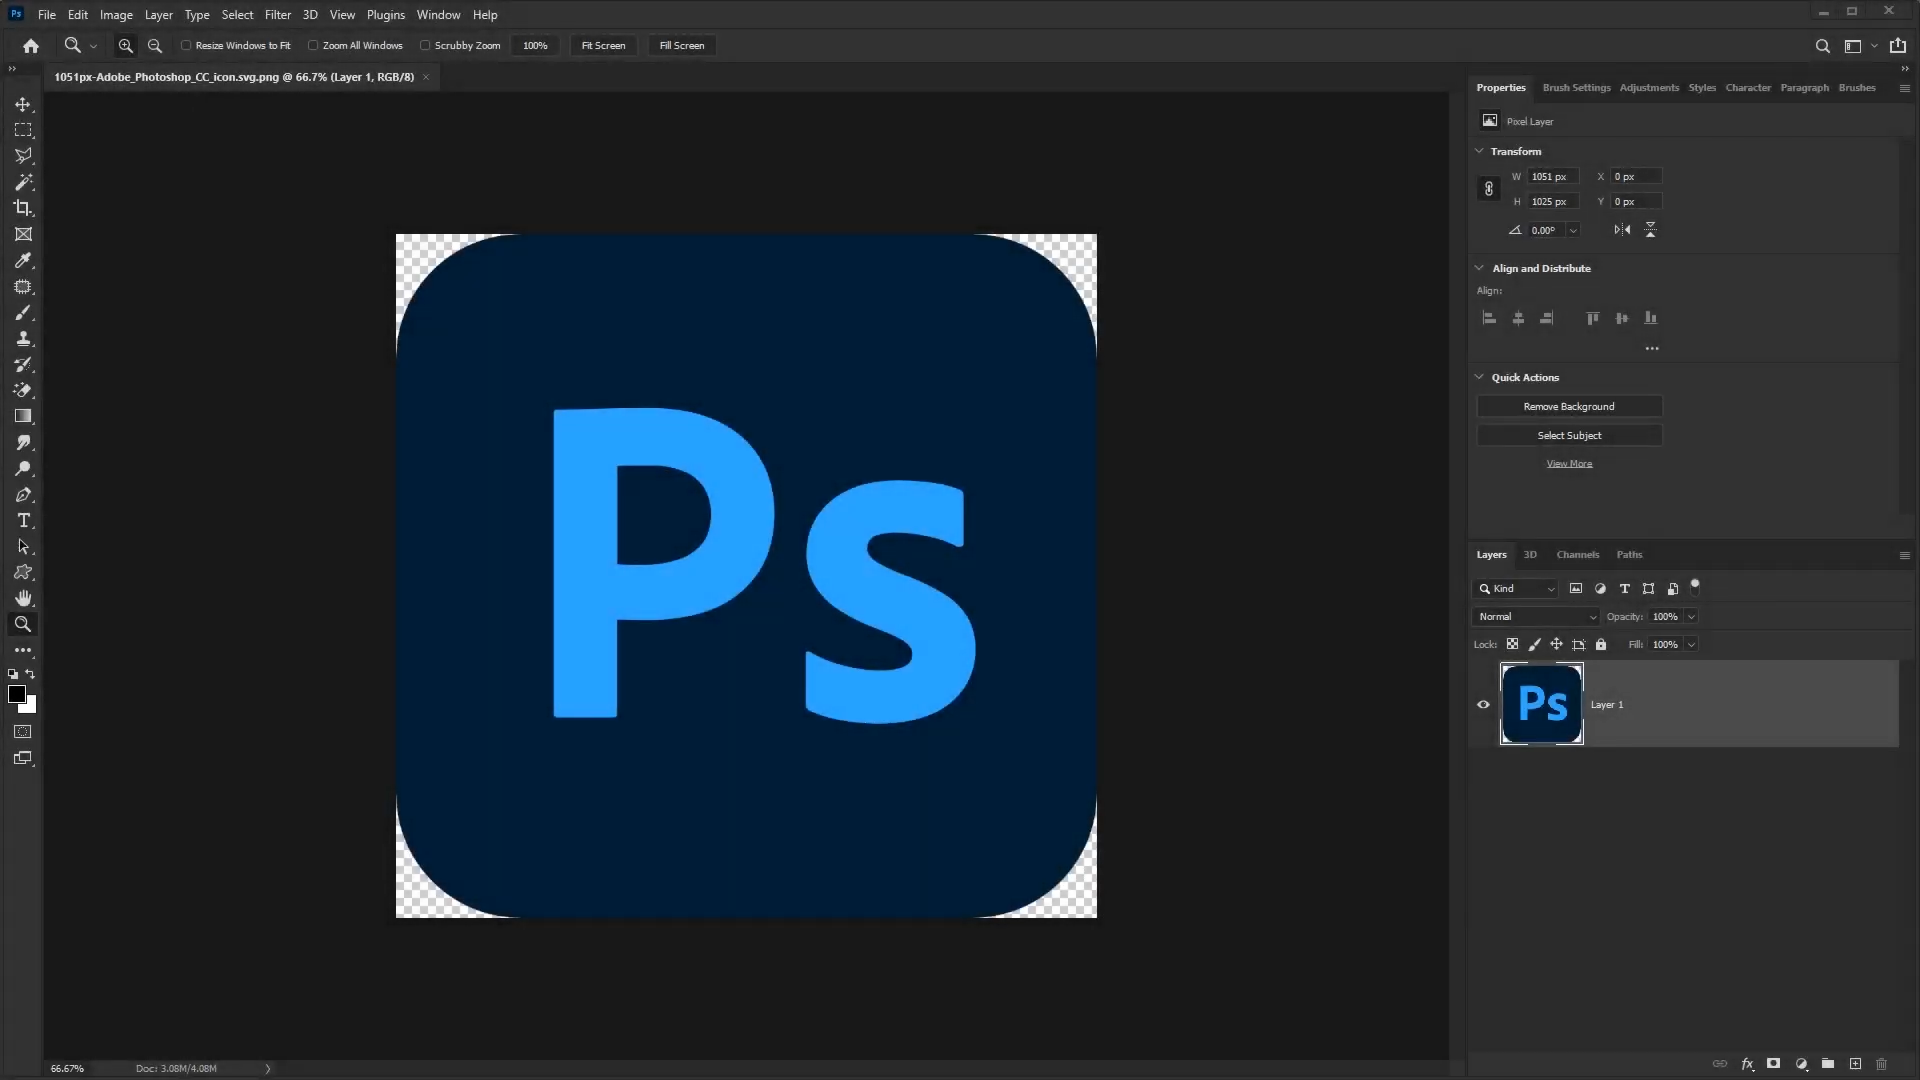 Ps File Edit Image Layer Type Select Filter 3D View Plugins Window Help
Resize Windows to Fit Zoom All Windows Scrubby Zoom 100% Fit Screen Fill Screen
1051px-Adobe_Photoshop_CC_icon.svg.png @ 66.7% (Layer 1, RGB/8) ×
Properties Brush Settings Adjustments Styles Character Paragraph Brushes
Pixel Layer
Transform
W 1051 px X 0 px
H 1025 px Y 0 px
0.00°
Align and Distribute
Align:
Quick Actions
Remove Background
Select Subject
View More
Ps
Layers 3D Channels Paths
Kind
Normal Opacity: 100%
Lock: Fill: 100%
Ps Layer 1
66.67% Doc: 3.08M/4.08M
fx